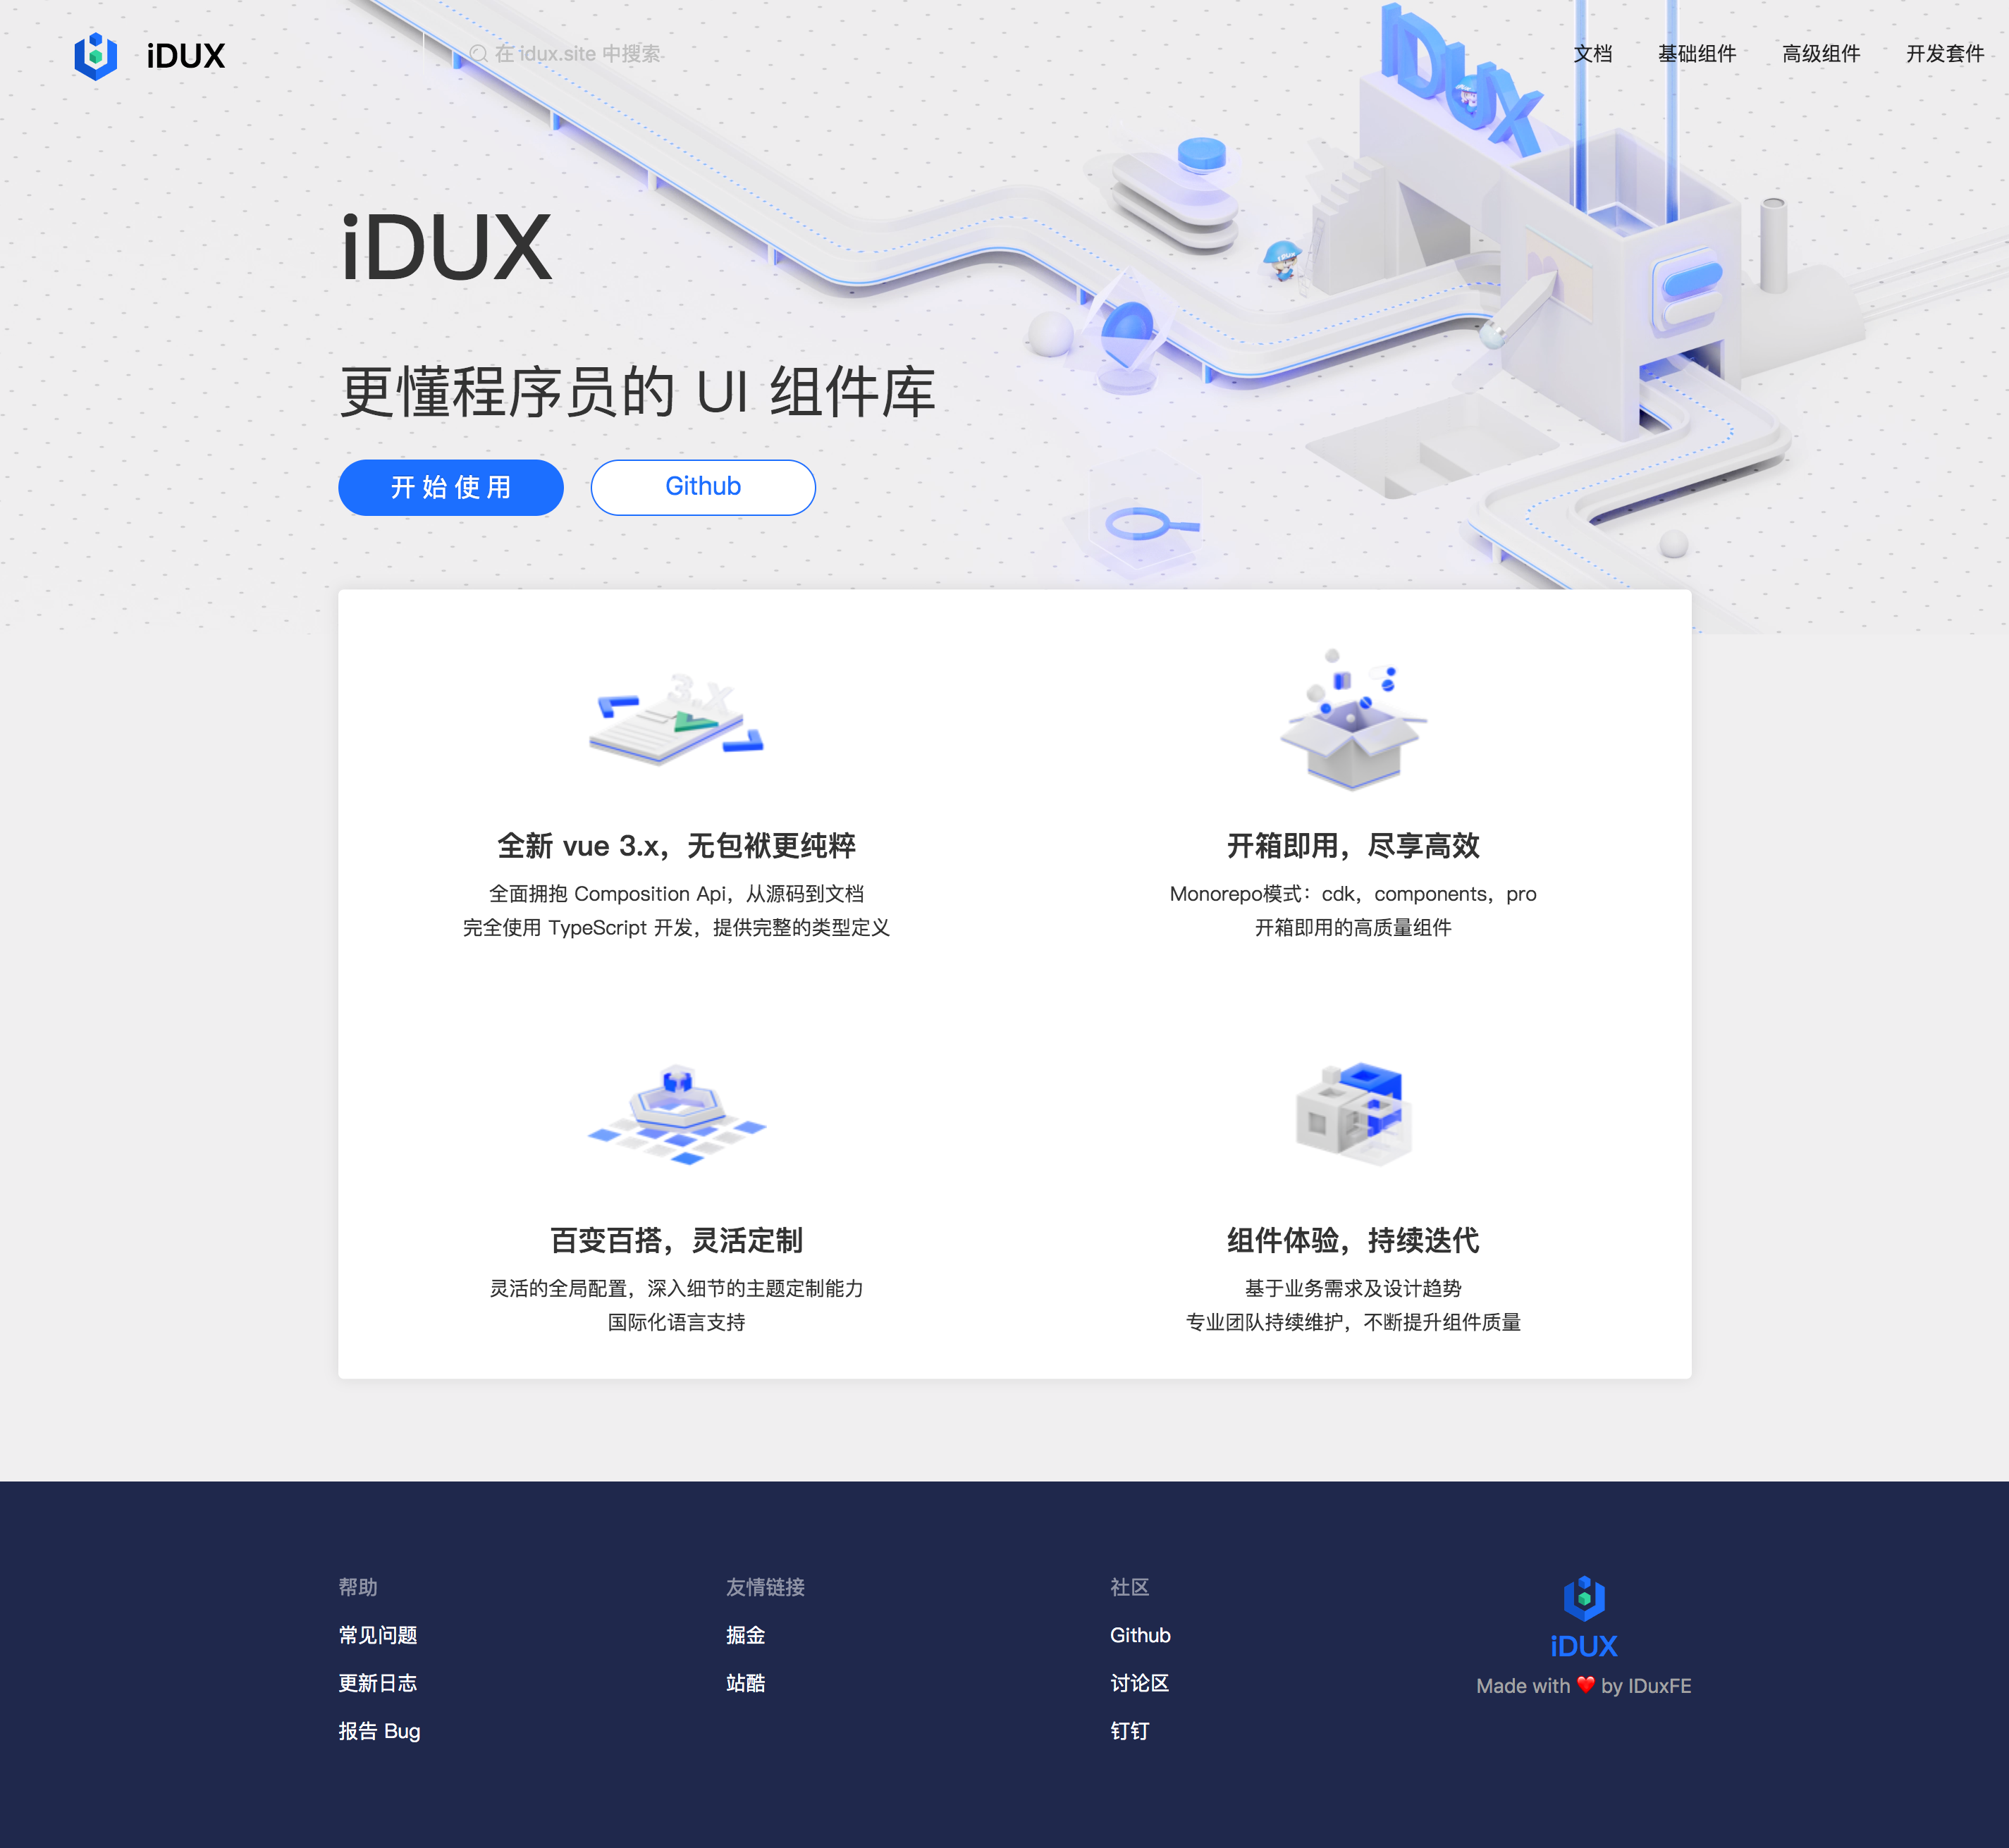 iDUX
在 idux.site 中搜索
文档
基础组件
高级组件
开发套件
IDUX
iDUX
更懂程序员的 UI 组件库
开始使用
Github
3.x
全新 vue 3.x，无包袱更纯粹
全面拥抱 Composition Api，从源码到文档
完全使用 TypeScript 开发，提供完整的类型定义
开箱即用，尽享高效
Monorepo模式：cdk，components，pro
开箱即用的高质量组件
百变百搭，灵活定制
灵活的全局配置，深入细节的主题定制能力
国际化语言支持
组件体验，持续迭代
基于业务需求及设计趋势
专业团队持续维护，不断提升组件质量
帮助
常见问题
更新日志
报告 Bug
友情链接
掘金
站酷
社区
Github
讨论区
钉钉
iDUX
Made with ❤️ by IDuxFE